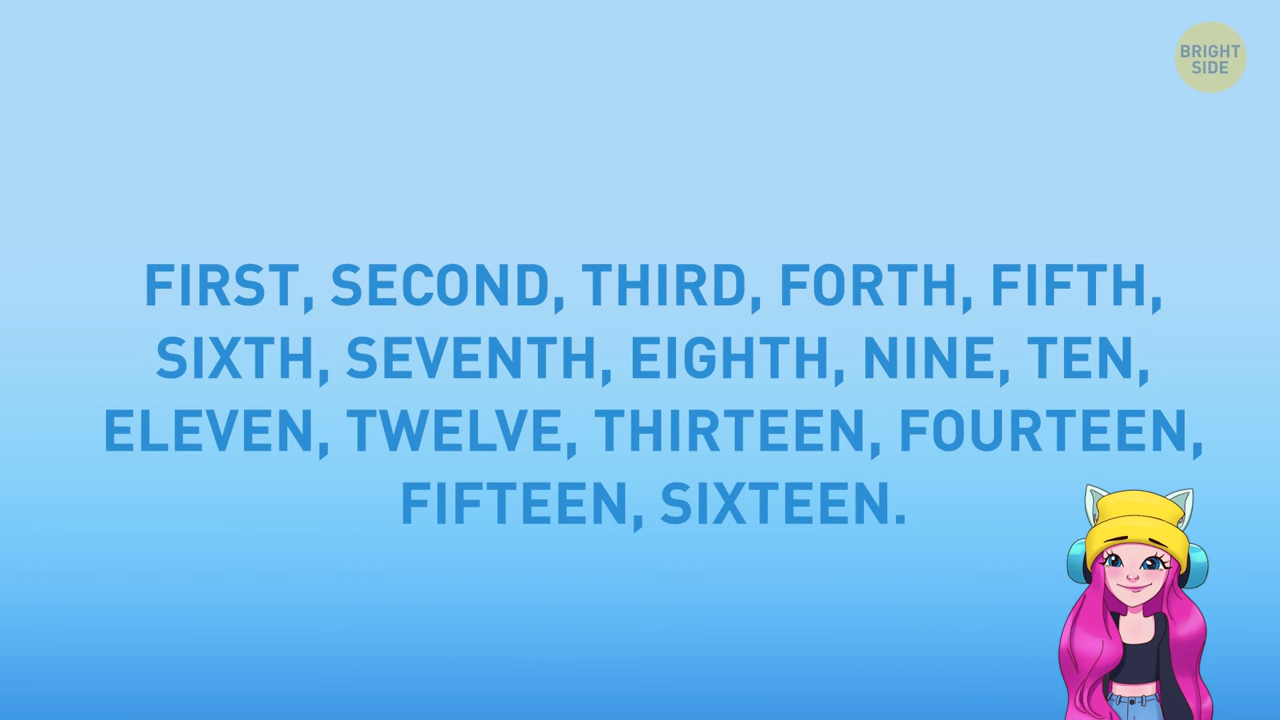 BRIGHT
SIDE
FIRST, SECOND, THIRD, FORTH, FIFTH,
SIXTH, SEVENTH, EIGHTH, NINE, TEN,
ELEVEN, TWELVE, THIRTEEN, FOURTEEN,
FIFTEEN, SIXTEEN.